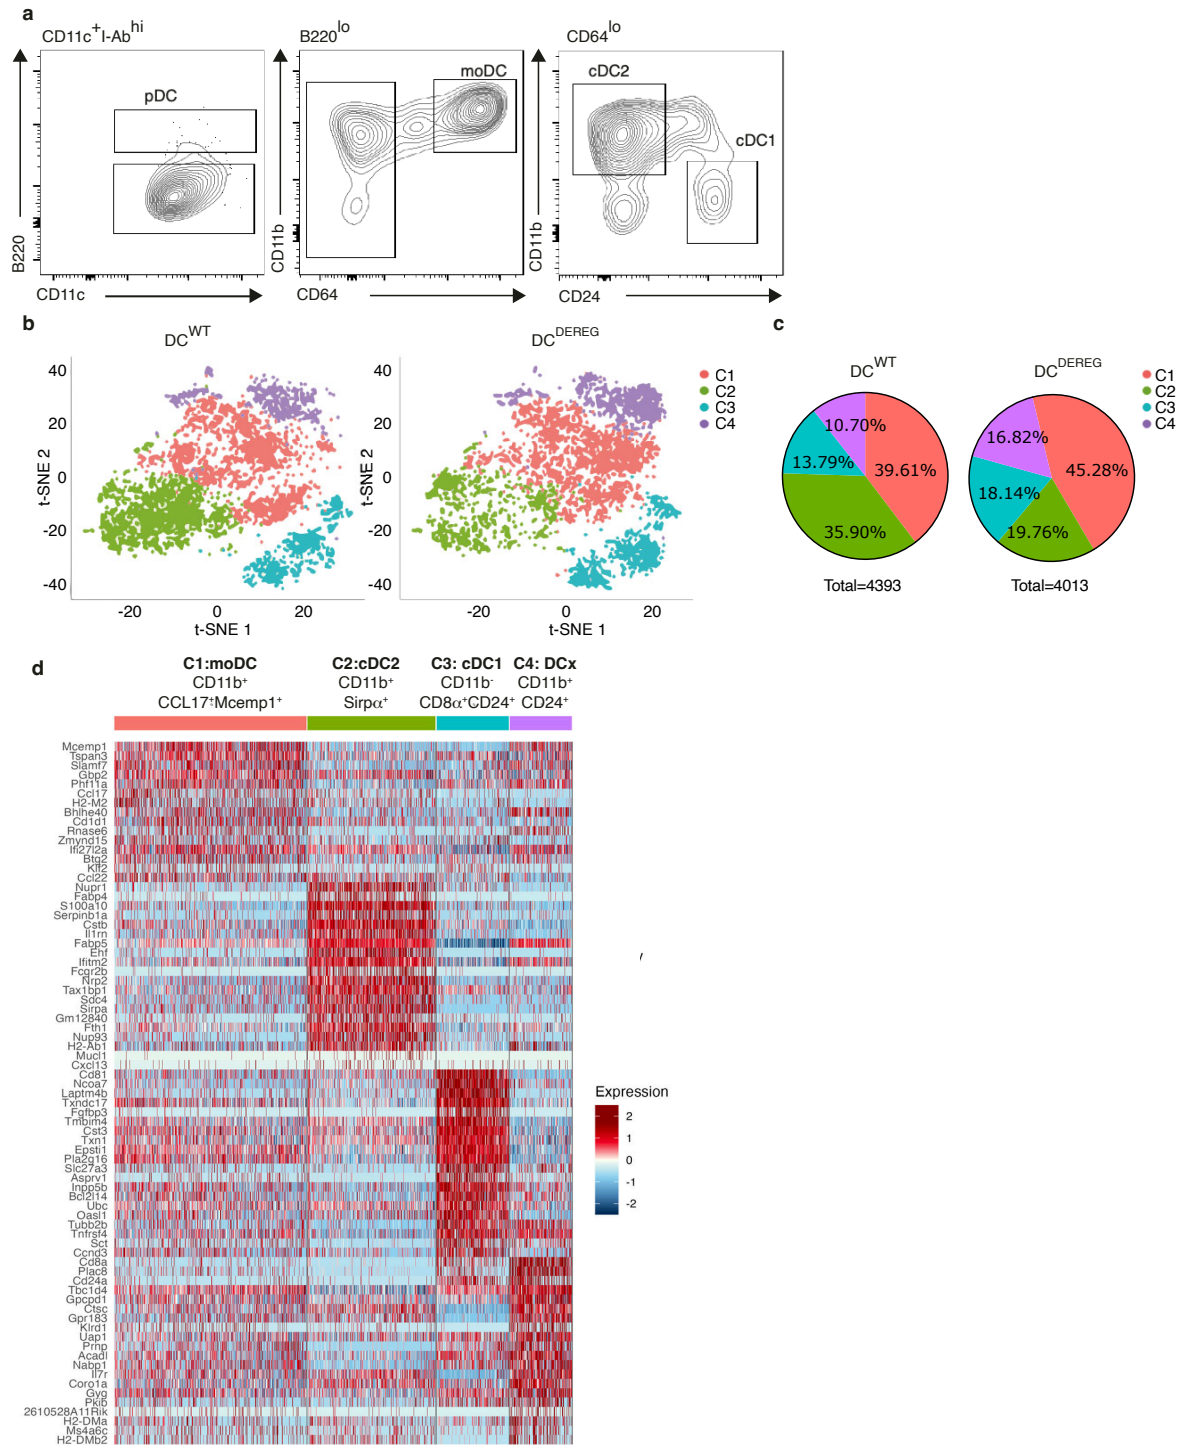 a
CD11c+I-Abhi
B220lo
CD64lo
pDC
moDC
cDC2
cDC1
B220
CD11b
CD11b
CD11c
CD64
CD24
b
DCWT
DCDEREG
40
20
0
-20
-40
t-SNE 2
-20
0
20
t-SNE 1
40
20
0
-20
-40
t-SNE 2
-20
0
20
t-SNE 1
C1
C2
C3
C4
c
DCWT
DCDEREG
10.70%
13.79%
39.61%
35.90%
Total=4393
16.82%
45.28%
18.14%
19.76%
Total=4013
C1
C2
C3
C4
d
C1:moDC
CD11b+
CCL17+Mcemp1+
C2:cDC2
CD11b+
Sirpα+
C3: cDC1
CD11b-
CD8α+CD24+
C4: DCx
CD11b+
CD24+
Mcemp1
Tspan3
Slamf7
Gbp2
Phf11a
Ccl17
H2-M2
Bhlhe40
Cd1d1
Rnase6
Zmynd15
Ifi27l2a
Btg2
Klf2
Ccl22
Nupr1
Fabp4
S100a10
Serpinb1a
Cstb
Il1rn
Fabp5
Ehf
Ifitm2
Fcgr2b
Nrp2
Tax1bp1
Sdc4
Sirpa
Gm12840
Fth1
Nup93
H2-Ab1
Mucl1
Cxcl13
Cd81
Ncoa7
Laptm4b
Txndc17
Fgfbp3
Tmbim4
Cst3
Txn1
Epsti1
Pla2g16
Slc27a3
Asprv1
Inpp5b
Bcl2l14
Ubc
Oasl1
Tubb2b
Tnfrsf4
Sct
Ccnd3
Cd8a
Plac8
Cd24a
Tbc1d4
Gpcpd1
Ctsc
Gpr183
Klrd1
Uap1
Prnp
Acadl
Nabp1
Il7r
Coro1a
Gyg
Pkib
2610528A11Rik
H2-DMa
Ms4a6c
H2-DMb2
Expression
2
1
0
-1
-2